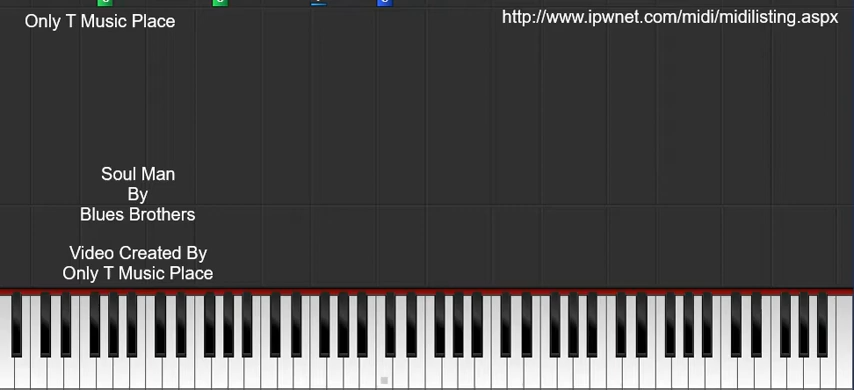 Only T Music Place
http://www.ipwnet.com/midi/midilisting.aspx
Soul Man
By
Blues Brothers
Video Created By
Only T Music Place